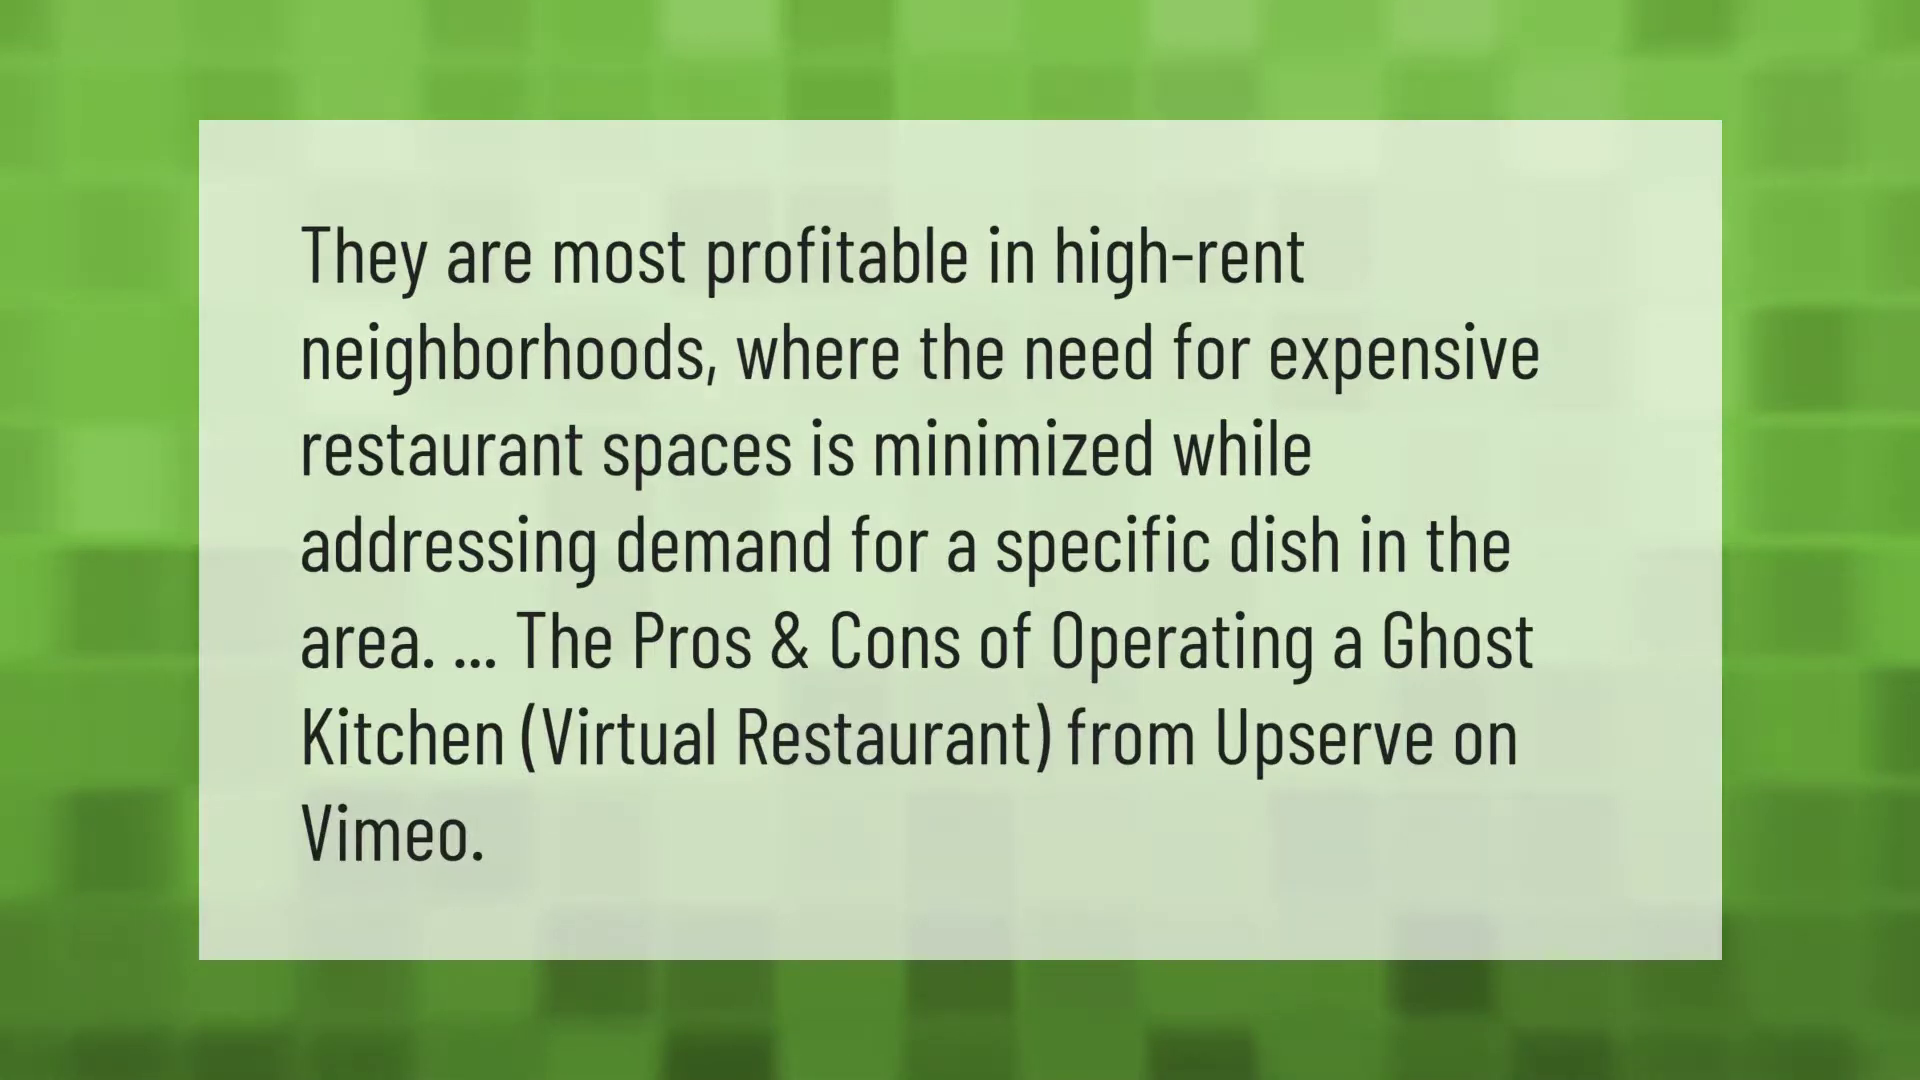 They are most profitable in high-rent
neighborhoods, where the need for expensive
restaurant spaces is minimized while
addressing demand for a specific dish in the
area. ... The Pros & Cons of Operating a Ghost
Kitchen (Virtual Restaurant) from Upserve on
Vimeo.